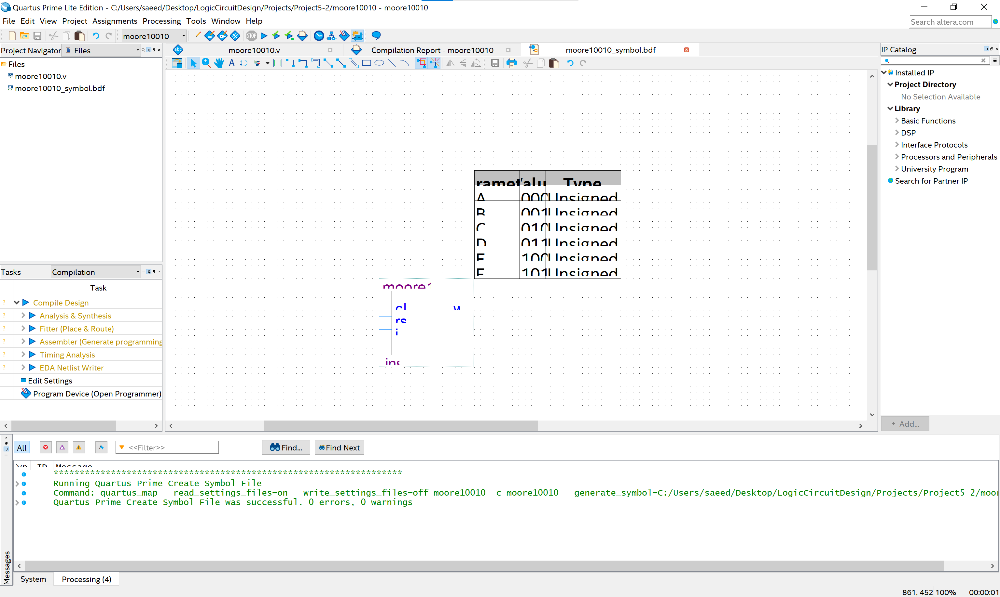 Quartus Prime Lite Edition - C:/Users/saeed/Desktop/LogicCircuitDesign/Projects/Project5-2/moore10010 - moore10010
File Edit View Project Assignments Processing Tools Window Help
Search altera.com
moore10010
STOP
Project Navigator Files
abc moore10010.v
Compilation Report - moore10010
moore10010_symbol.bdf
IP Catalog
Files
moore10010.v
moore10010_symbol.bdf
Installed IP
Project Directory
No Selection Available
Library
Basic Functions
DSP
Interface Protocols
Processors and Peripherals
University Program
Search for Partner IP
+ Add...
ramet alu Type
A 000 Unsigned
B 001 Unsigned
C 010 Unsigned
D 011 Unsigned
E 100 Unsigned
F 101 Unsigned
moore1
cl w
rs
i
ins
Tasks Compilation
Task
? Compile Design
? Analysis & Synthesis
? Fitter (Place & Route)
? Assembler (Generate programming
? Timing Analysis
? EDA Netlist Writer
Edit Settings
Program Device (Open Programmer)
All <<Filter>> Find... Find Next
yp ID Message
*******************************************************************
Running Quartus Prime Create Symbol File
Command: quartus_map --read_settings_files=on --write_settings_files=off moore10010 -c moore10010 --generate_symbol=C:/Users/saeed/Desktop/LogicCircuitDesign/Projects/Project5-2/moor
Quartus Prime Create Symbol File was successful. 0 errors, 0 warnings
Messages
System Processing (4)
861, 452 100% 00:00:01